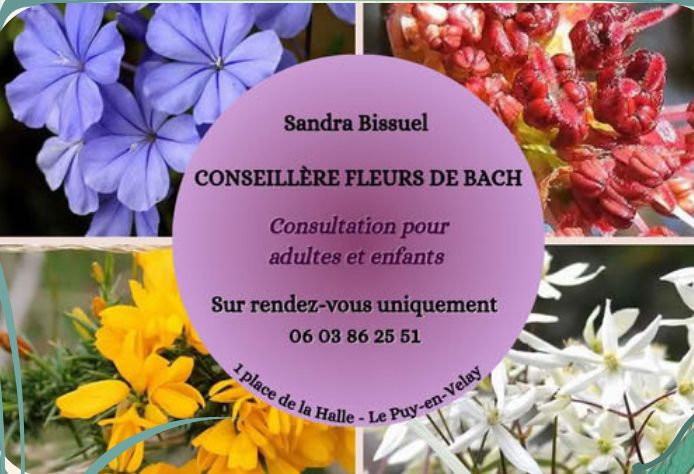 Sandra Bissuel
CONSEILLÈRE FLEURS DE BACH
Consultation pour
adultes et enfants
Sur rendez-vous uniquement
06 03 86 25 51
1 place de la Halle - Le Puy-en-Velay